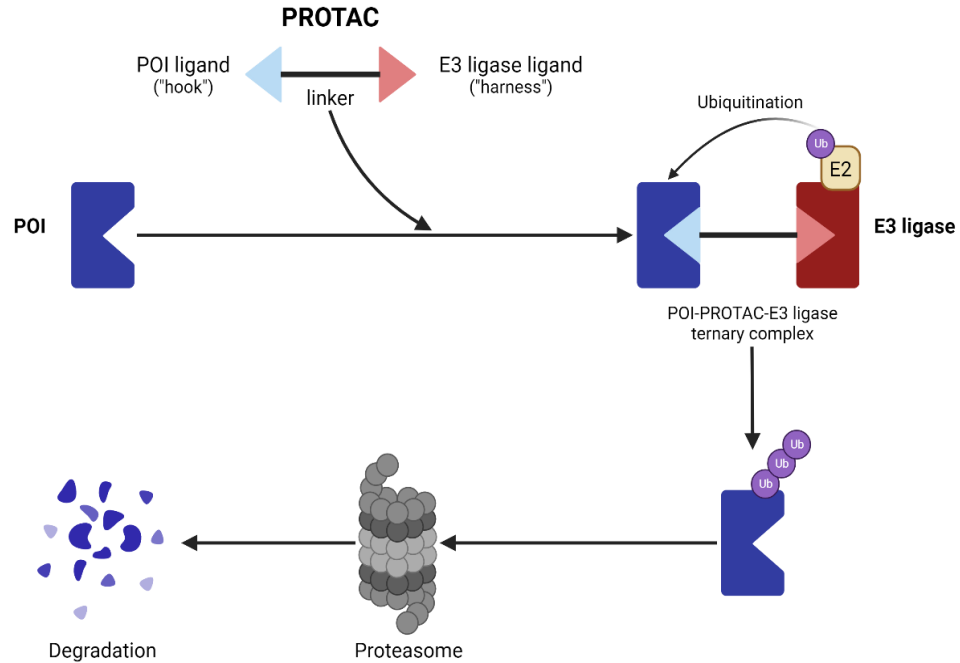 PROTAC
POI ligand
("hook")
linker
E3 ligase ligand
("harness")
Ubiquitination
Ub
E2
POI
E3 ligase
POI-PROTAC-E3 ligase
ternary complex
Ub
Ub
Ub
Degradation
Proteasome